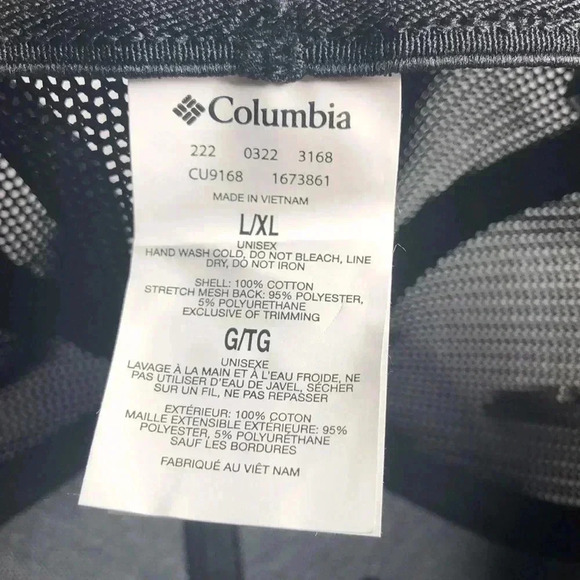 Columbia
222 0322 3168
CU9168 1673861
MADE IN VIETNAM
L/XL
UNISEX
HAND WASH COLD, DO NOT BLEACH, LINE
DRY, DO NOT IRON
SHELL: 100% COTTON
STRETCH MESH BACK: 95% POLYESTER,
5% POLYURETHANE
EXCLUSIVE OF TRIMMING
G/TG
UNISEXE
LAVAGE À LA MAIN ET À L'EAU FROIDE, NE
PAS UTILISER D'EAU DE JAVEL, SÉCHER
SUR UN FIL, NE PAS REPASSER
EXTÉRIEUR: 100% COTON
MAILLE EXTENSIBLE EXTÉRIEURE: 95%
POLYESTER, 5% POLYURÉTHANE
SAUF LES BORDURES
FABRIQUÉ AU VIÊT NAM